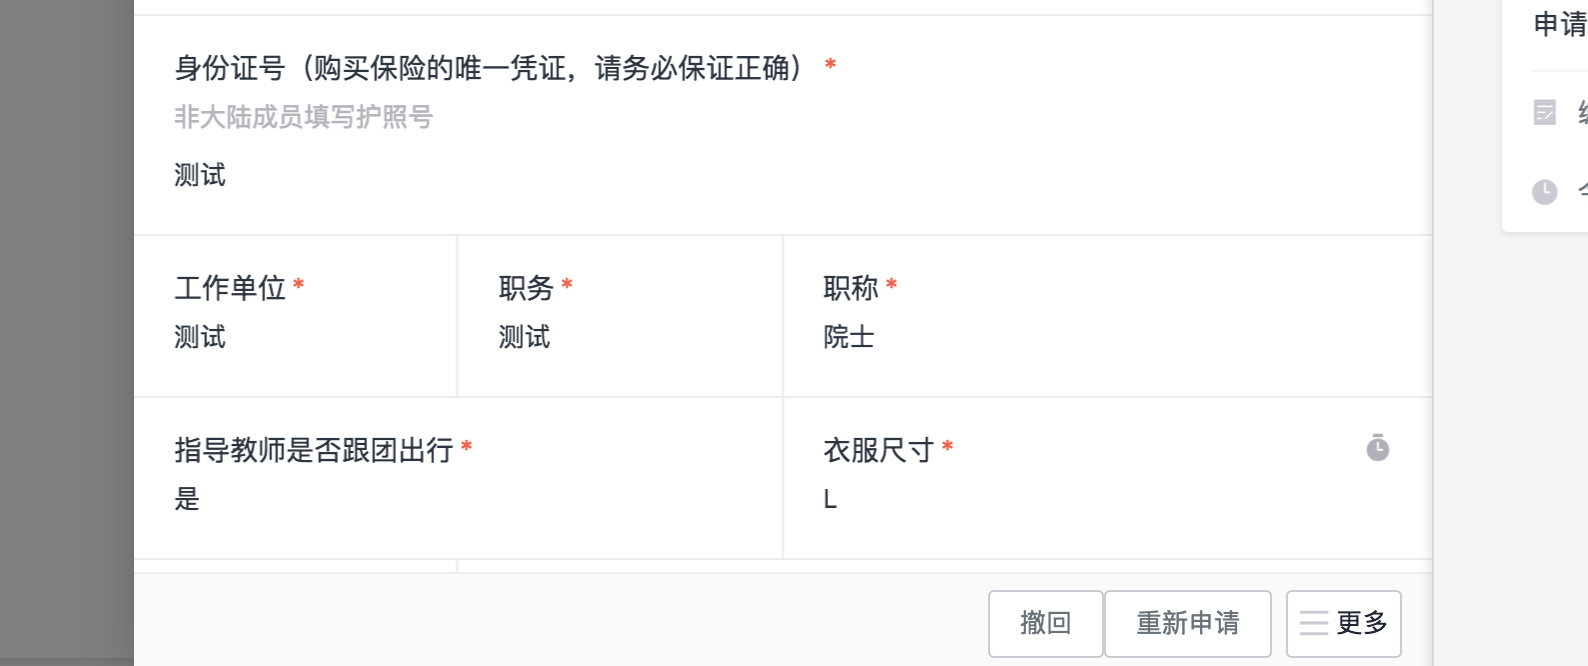 申请
身份证号（购买保险的唯一凭证，请务必保证正确） *
非大陆成员填写护照号
测试
工作单位 *
测试
职务 *
测试
职称 *
院士
指导教师是否跟团出行 *
是
衣服尺寸 *
L
撤回
重新申请
更多